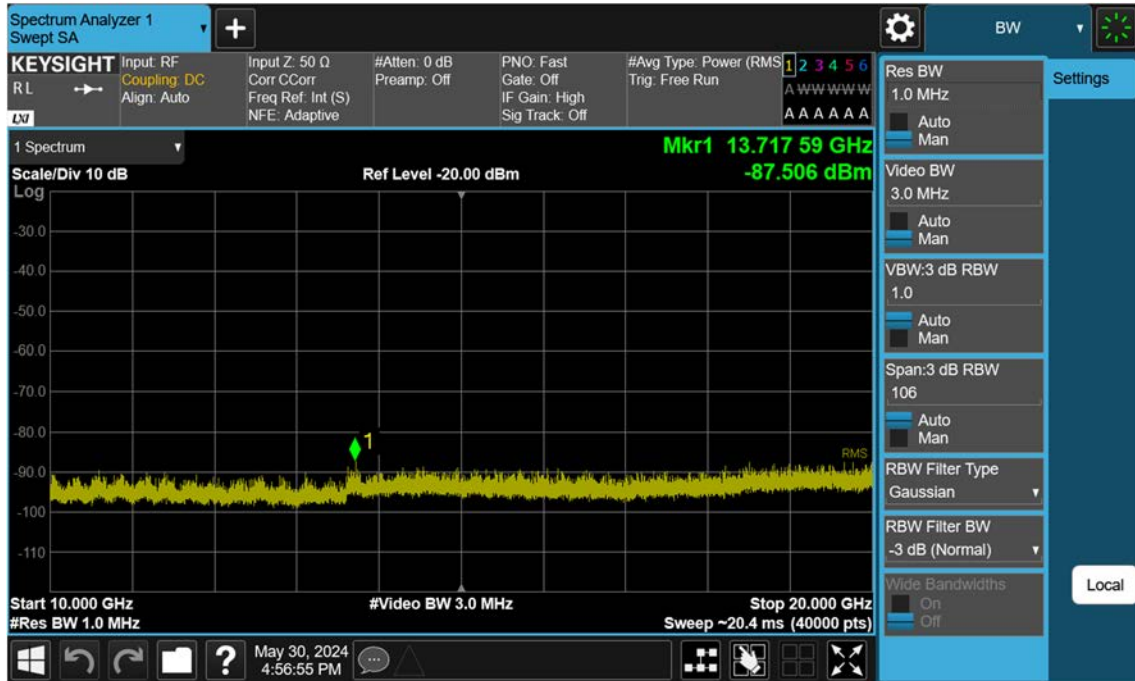 Spectrum Analyzer 1
Swept SA
+
BW
KEYSIGHT
R L
LXI
Input: RF
Coupling: DC
Align: Auto
Input Z: 50 Ω
Corr CCorr
Freq Ref: Int (S)
NFE: Adaptive
#Atten: 0 dB
Preamp: Off
PNO: Fast
Gate: Off
IF Gain: High
Sig Track: Off
#Avg Type: Power (RMS
Trig: Free Run
1 2 3 4 5 6
A W W W W W
A A A A A A
1 Spectrum
Mkr1 13.717 59 GHz
-87.506 dBm
Scale/Div 10 dB
Ref Level -20.00 dBm
Log
-30.0
-40.0
-50.0
-60.0
-70.0
-80.0
-90.0
-100
-110
1
RMS
Start 10.000 GHz
#Video BW 3.0 MHz
Stop 20.000 GHz
#Res BW 1.0 MHz
Sweep ~20.4 ms (40000 pts)
Res BW
1.0 MHz
Auto
Man
Video BW
3.0 MHz
Auto
Man
VBW:3 dB RBW
1.0
Auto
Man
Span:3 dB RBW
106
Auto
Man
RBW Filter Type
Gaussian
RBW Filter BW
-3 dB (Normal)
Wide Bandwidths
On
Off
Settings
Local
?
May 30, 2024
4:56:55 PM